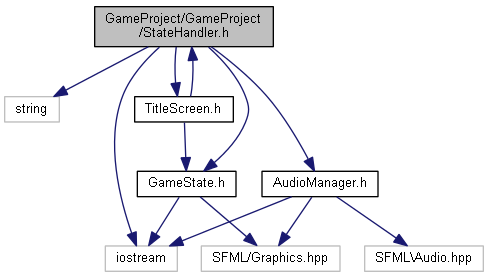 GameProject/GameProject
/StateHandler.h
string
TitleScreen.h
GameState.h
AudioManager.h
iostream
SFML/Graphics.hpp
SFML\Audio.hpp